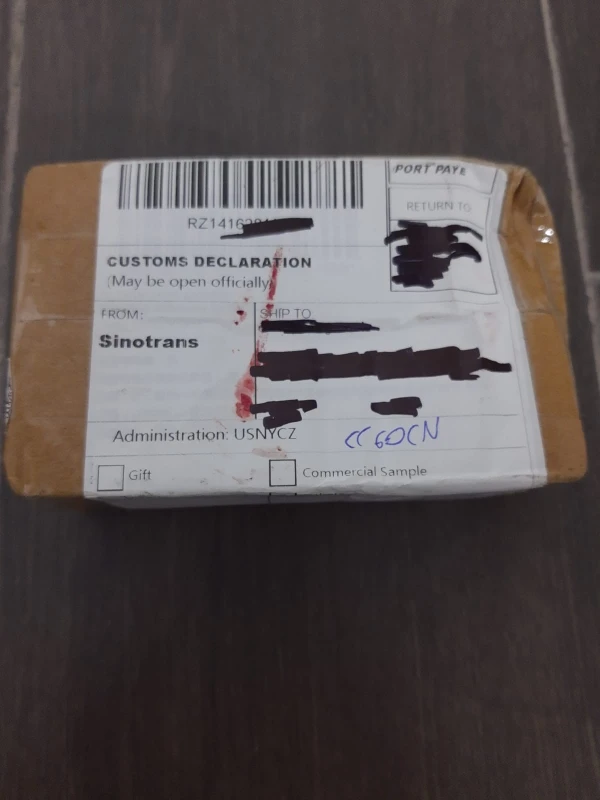 PORT PAYE
RETURN TO
CUSTOMS DECLARATION
(May be open officially)
FROM:
SHIP TO
Sinotrans
Administration: USNYCZ
CC60CN
Gift
Commercial Sample